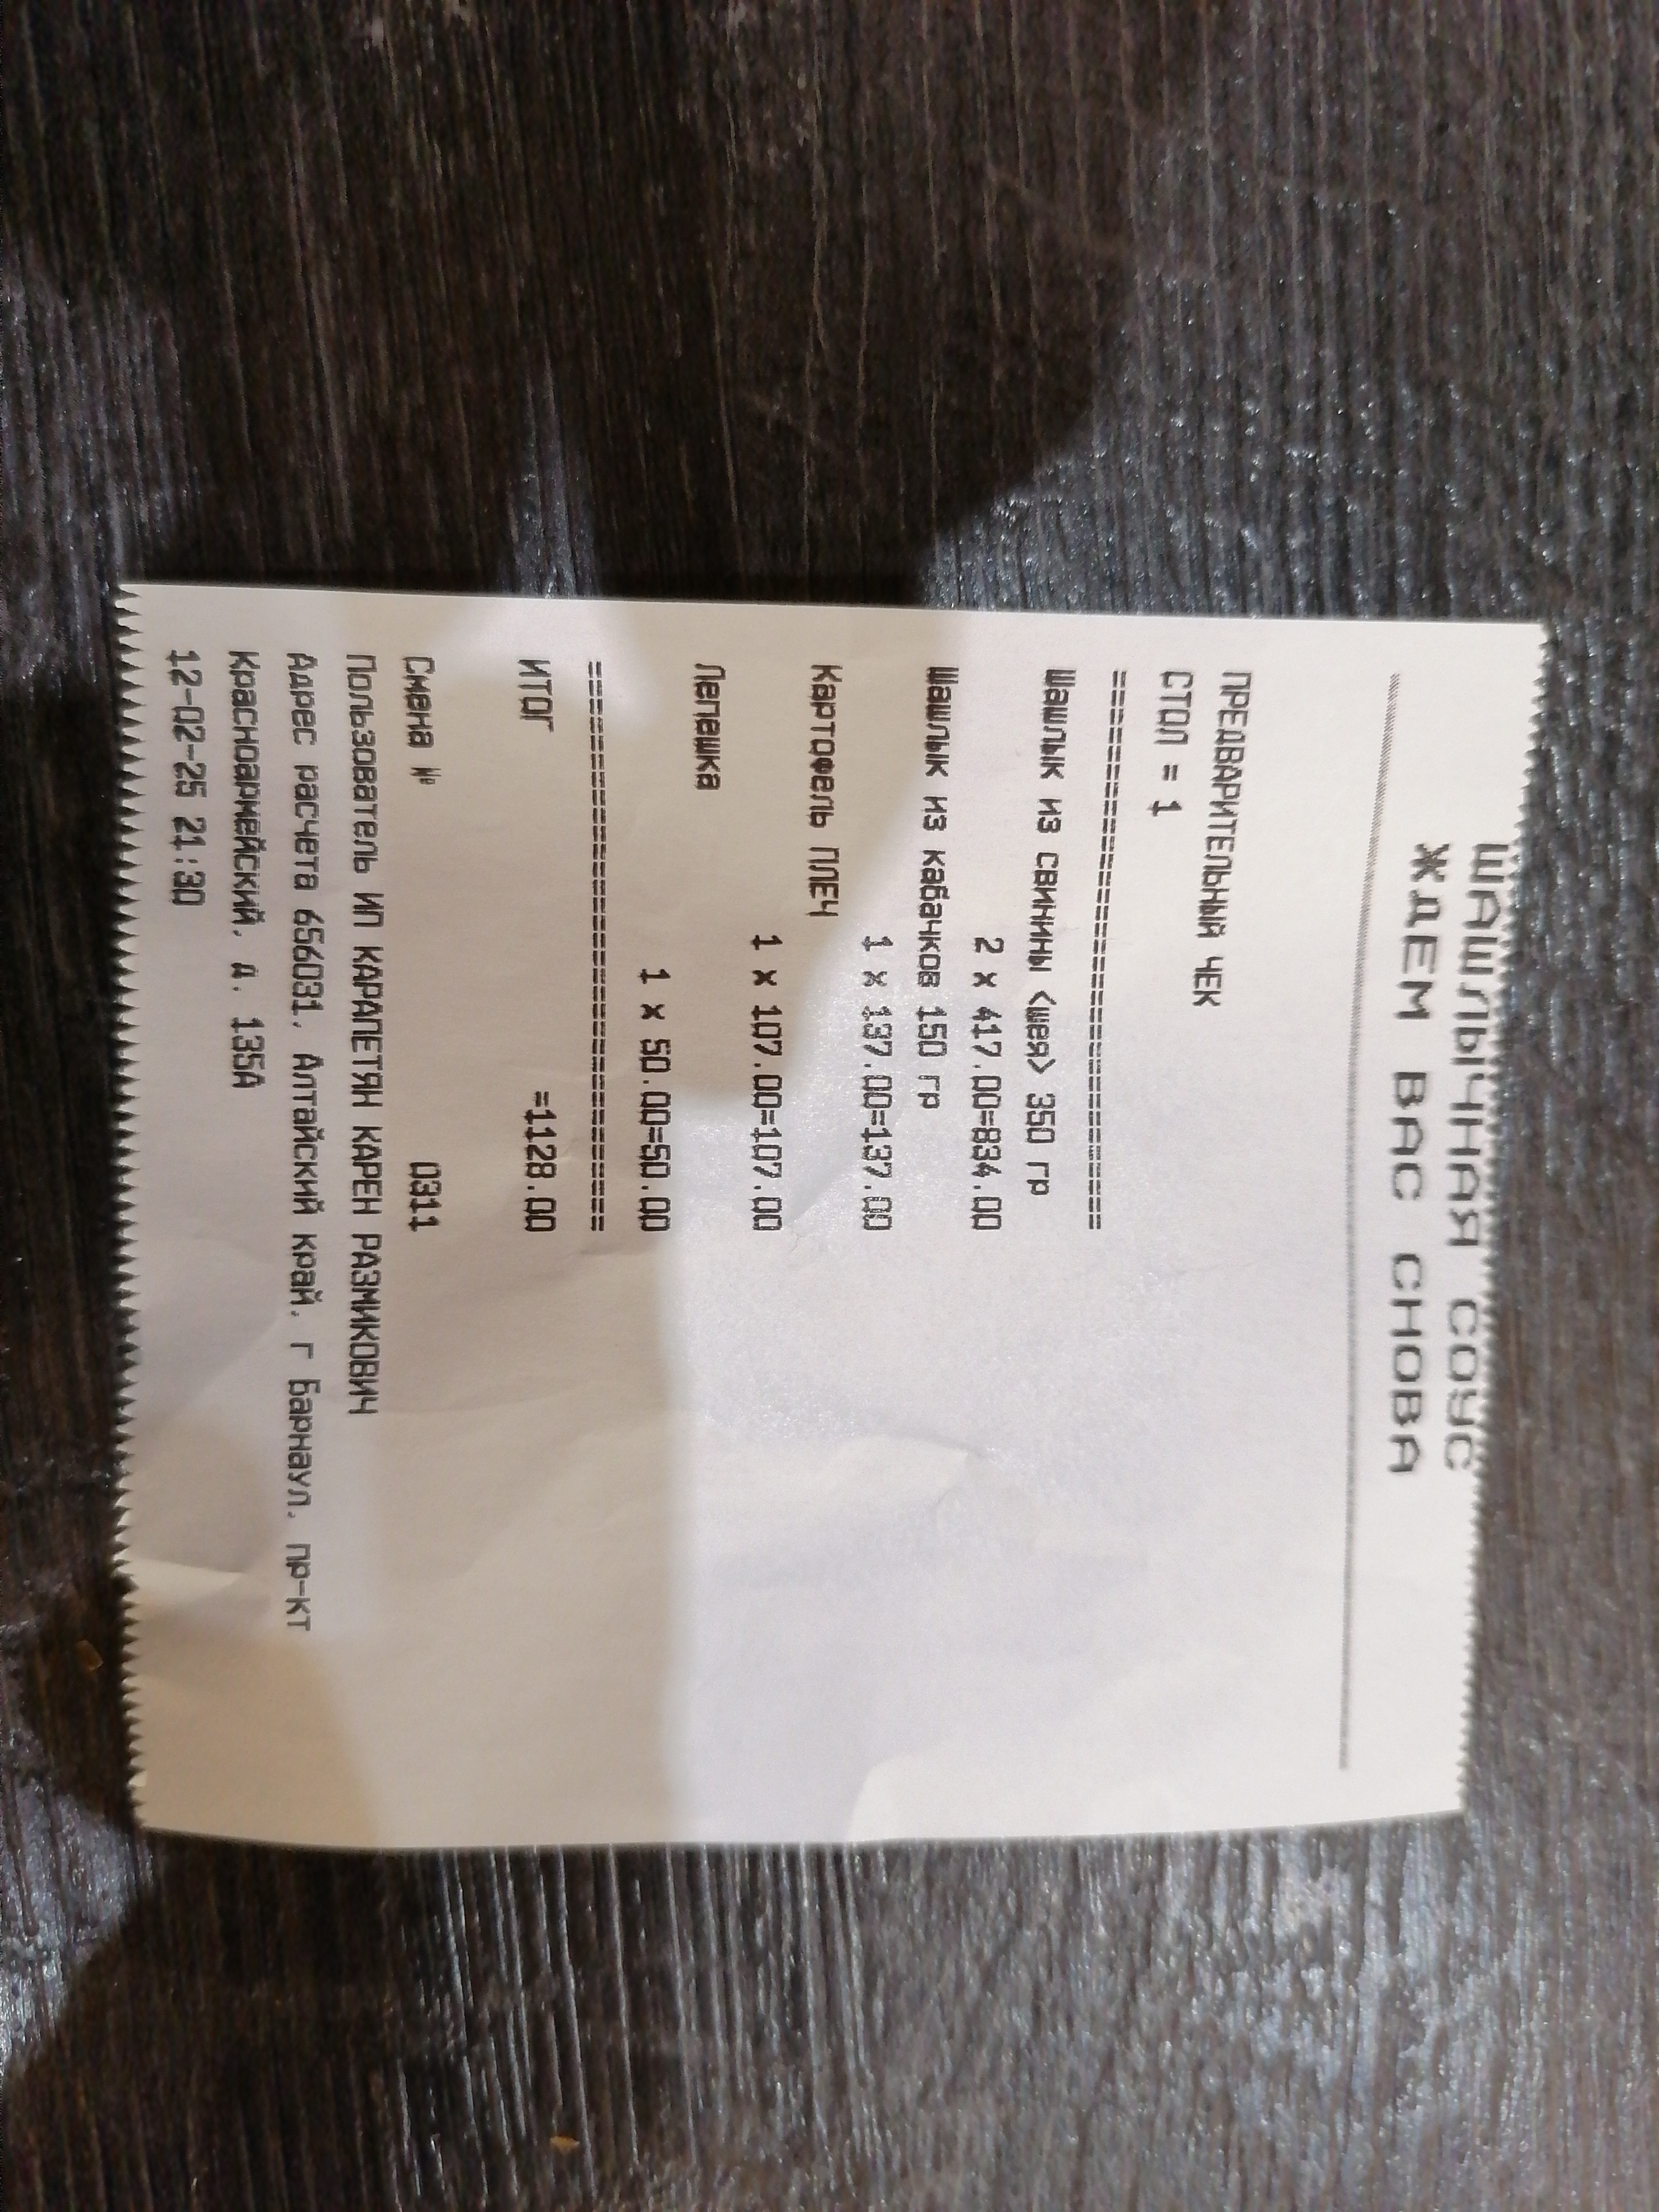 ШАШЛЫЧНАЯ СОУС
ЖДЕМ ВАС СНОВА
ПРЕДВАРИТЕЛЬНЫЙ ЧЕК
СТОЛ = 1
================================
Шашлык из свинины <шея> 350 гр
2 x 417.00=834.00
Шашлык из кабачков 150 гр
1 x 137.00=137.00
Картофель ПЛЕЧ
1 x 107.00=107.00
Лепешка
1 x 50.00=50.00
================================
ИТОГ =1128.00
Смена № 0311
Пользователь ИП КАРАПЕТЯН КАРЕН РАЗМИКОВИЧ
Адрес расчета 656031, Алтайский край, г Барнаул, пр-кт
Красноармейский, д. 135А
12-02-25 21:30